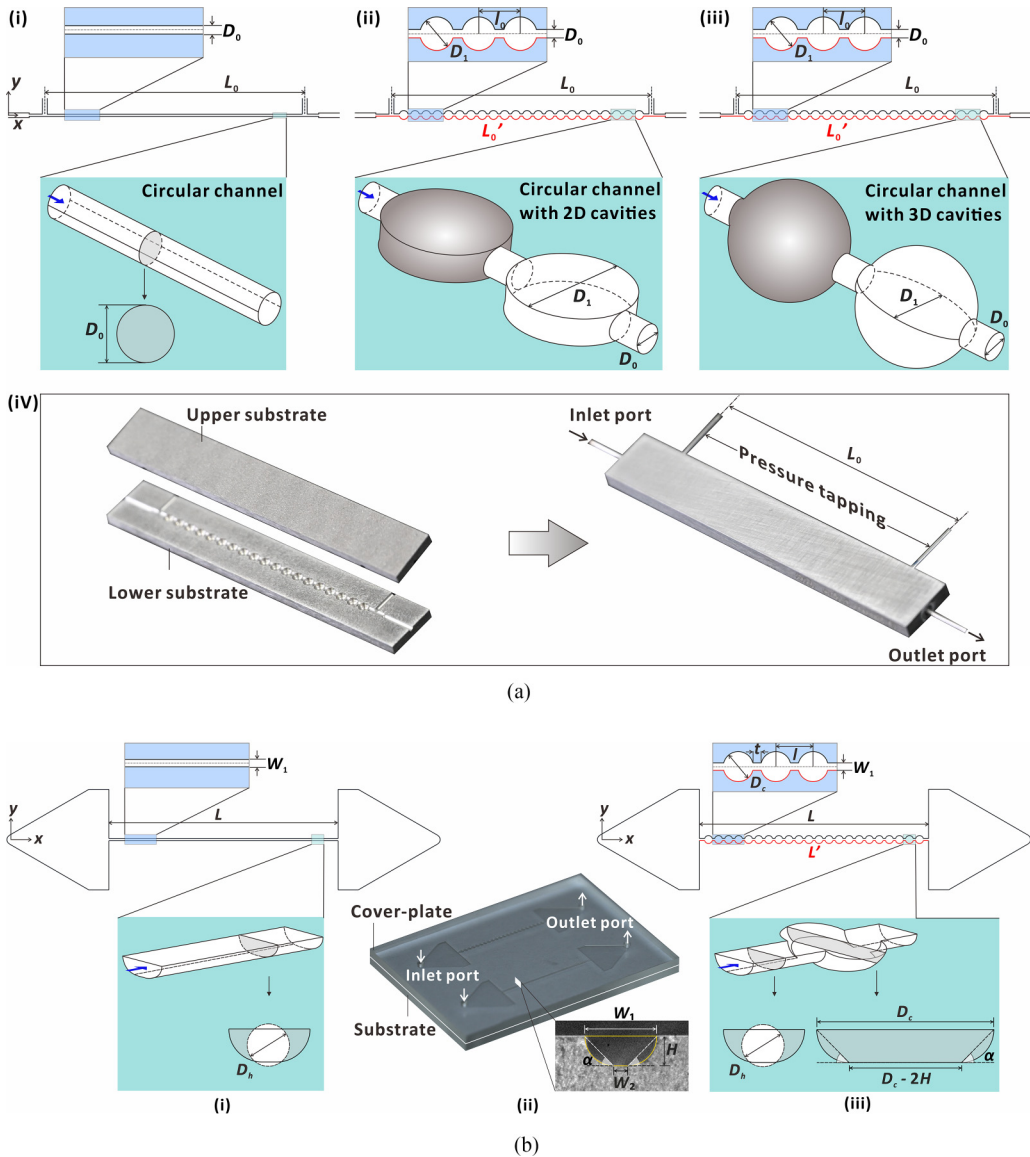 (i)
D₀
L₀
y
x
Circular channel
D₀
(ii)
l₀
D₁
D₀
L₀
L₀′
Circular channel
with 2D cavities
D₁
D₀
(iii)
l₀
D₁
D₀
L₀
L₀′
Circular channel
with 3D cavities
D₁
D₀
(iV)
Upper substrate
Lower substrate
Inlet port
L₀
Pressure tapping
Outlet port
(a)
W₁
L
y
x
Dₕ
(i)
Cover-plate
Outlet port
Inlet port
Substrate
W₁
H
α
W₂
(ii)
t
l
D꜀
W₁
y
x
L
L′
D꜀
Dₕ
α
D꜀ - 2H
(iii)
(b)